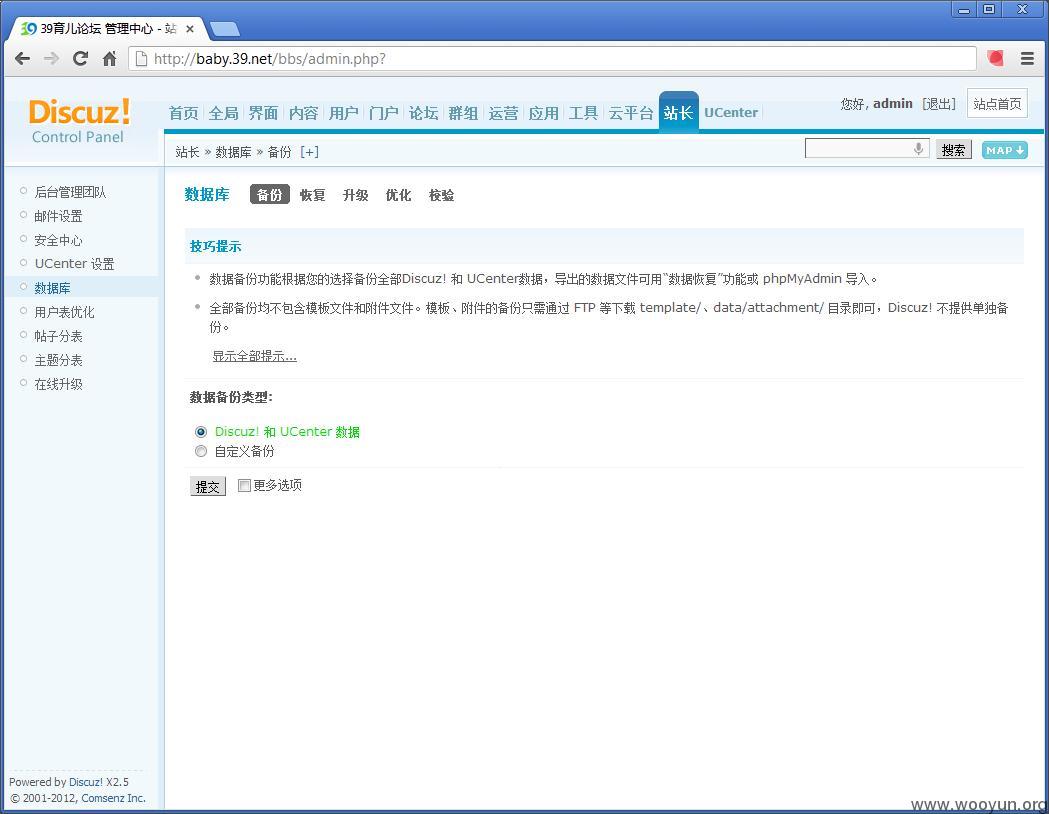 39育儿论坛 管理中心 - 站
http://baby.39.net/bbs/admin.php?
Discuz!
Control Panel
首页 全局 界面 内容 用户 门户 论坛 群组 运营 应用 工具 云平台 站长 UCenter
您好, admin [退出] 站点首页
站长 » 数据库 » 备份 [+]
搜索 MAP
后台管理团队
邮件设置
安全中心
UCenter 设置
数据库
用户表优化
帖子分表
主题分表
在线升级
数据库 备份 恢复 升级 优化 校验
技巧提示
数据备份功能根据您的选择备份全部Discuz! 和 UCenter数据，导出的数据文件可用“数据恢复”功能或 phpMyAdmin 导入。
全部备份均不包含模板文件和附件文件。模板、附件的备份只需通过 FTP 等下载 template/、data/attachment/ 目录即可，Discuz! 不提供单独备
份。
显示全部提示...
数据备份类型:
Discuz! 和 UCenter 数据
自定义备份
提交 更多选项
Powered by Discuz! X2.5
© 2001-2012, Comsenz Inc.
www.wooyun.org